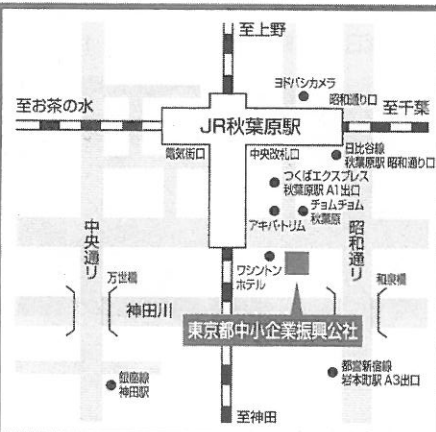 至上野
ヨドバシカメラ
昭和通り口
至お茶の水
至千葉
JR秋葉原駅
電気街口
中央改札口
日比谷線
秋葉原駅 昭和通り口
つくばエクスプレス
秋葉原駅 A1出口
チョムチョム
秋葉原
アキバ・トリム
中央通り
昭和通り
ワシントン
ホテル
万世橋
和泉橋
神田川
東京都中小企業振興公社
銀座線
神田駅
都営新宿線
岩本町駅 A3出口
至神田